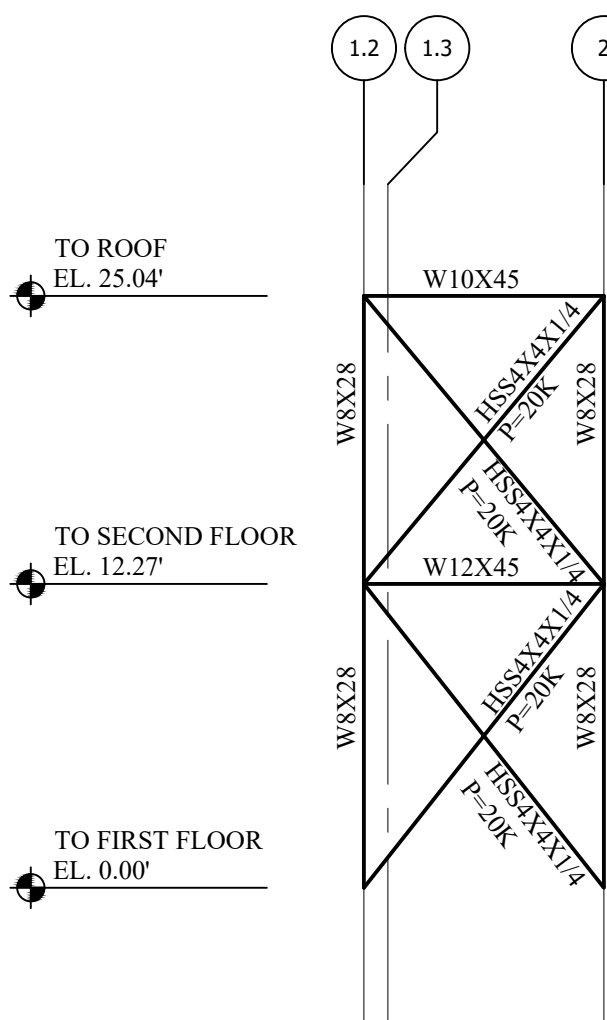 1.2
1.3
2
TO ROOF
EL. 25.04'
W10X45
W8X28
HSS4X4X1/4
P=20K
W8X28
HSS4X4X1/4
P=20K
TO SECOND FLOOR
EL. 12.27'
W12X45
W8X28
HSS4X4X1/4
P=20K
W8X28
HSS4X4X1/4
P=20K
TO FIRST FLOOR
EL. 0.00'